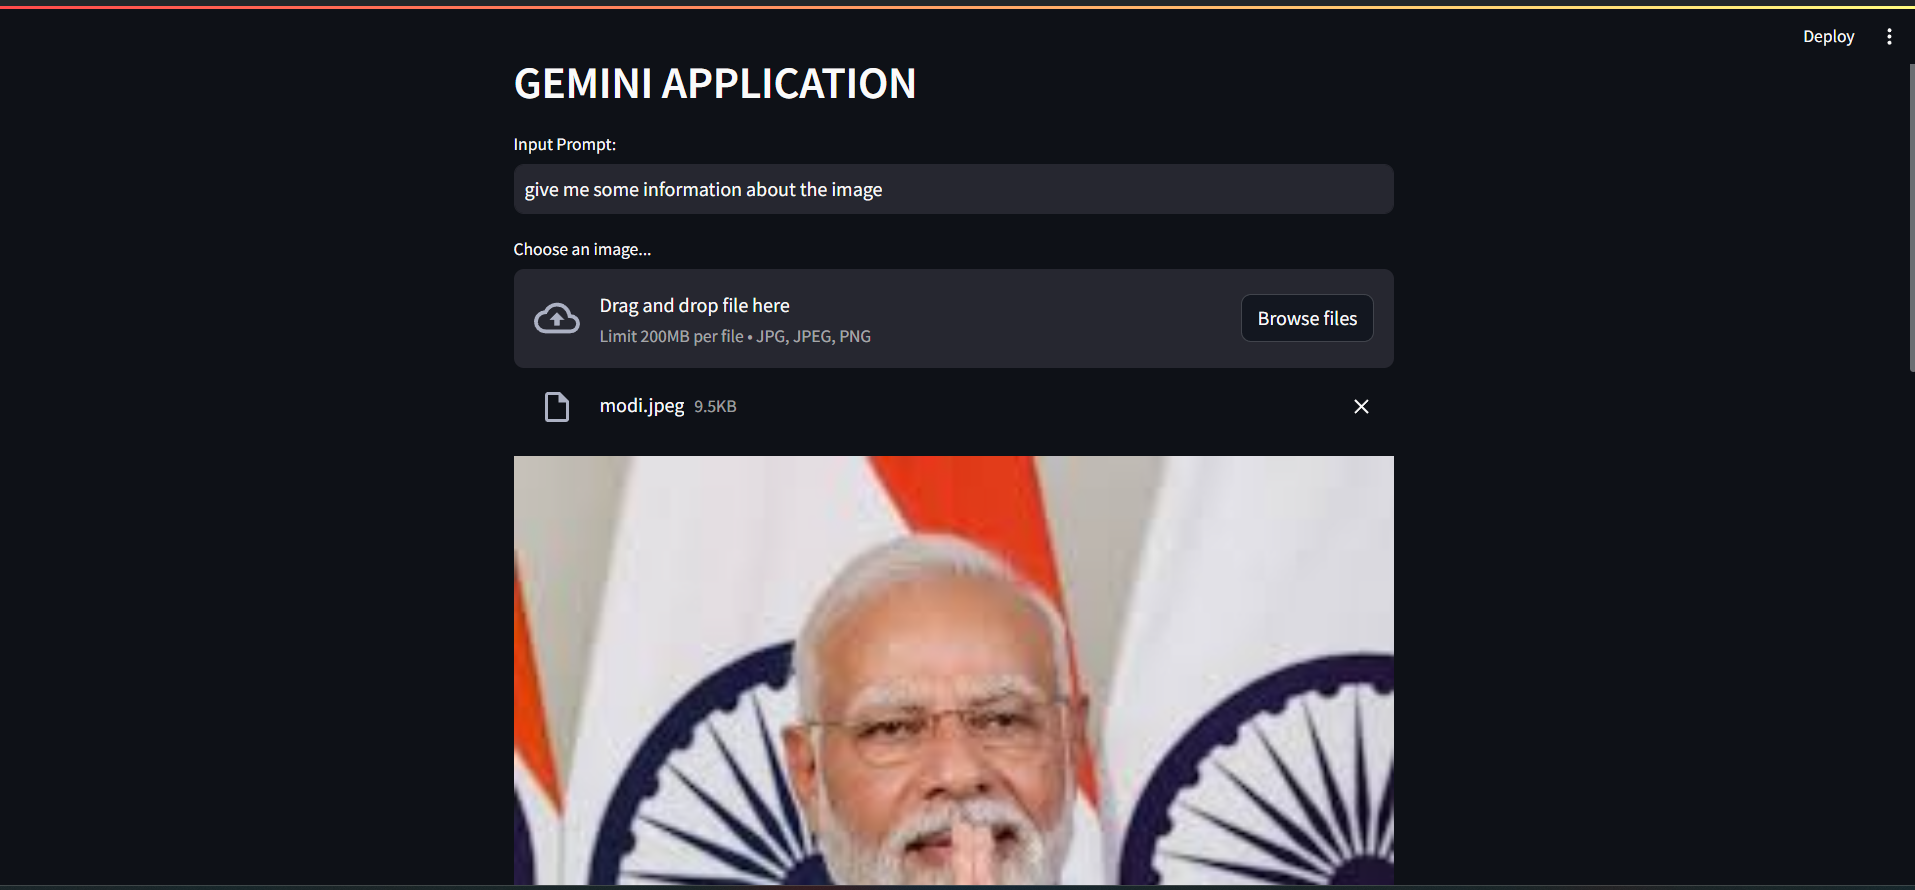 Deploy
GEMINI APPLICATION
Input Prompt:
give me some information about the image
Choose an image...
Drag and drop file here
Limit 200MB per file • JPG, JPEG, PNG
Browse files
modi.jpeg 9.5KB